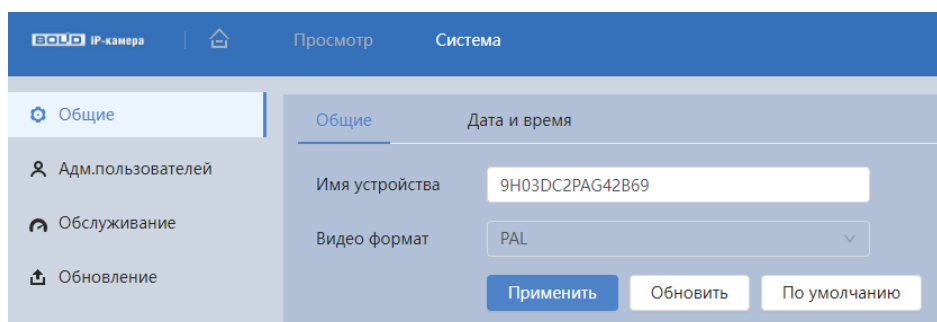 BOLID IP-камера Просмотр Система
Общие
Адм.пользователей
Обслуживание
Обновление
Общие Дата и время
Имя устройства 9H03DC2PAG42B69
Видео формат PAL
Применить Обновить По умолчанию